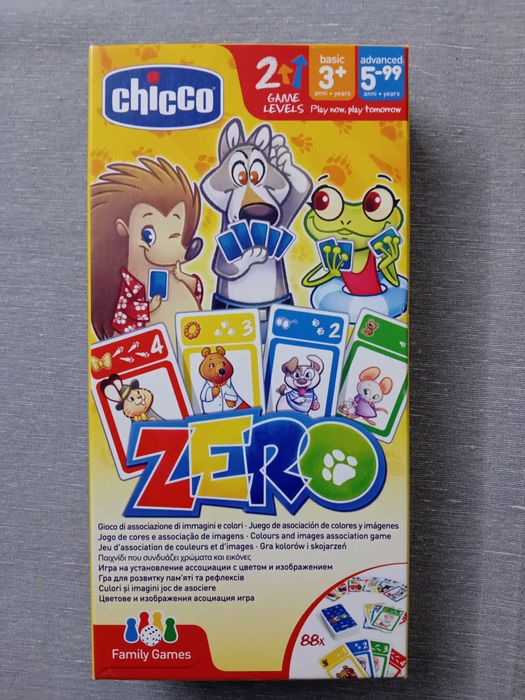 chicco
2 GAME LEVELS
basic 3+ anni • years
advanced 5-99 anni • years
Play now, play tomorrow
4
3
2
ZERO
Gioco di associazione di immagini e colori · Juego de asociación de colores y imágenes
Jogo de cores e associação de imagens · Colours and images association game
Jeu d'association de couleurs et d'images · Gra kolorów i skojarzeń
Παιχνίδι που συνδυάζει χρώματα και εικόνες
Игра на установление ассоциации с цветом и изображением
Гра для розвитку пам'яті та рефлексів
Culori și imagini joc de asociere
Цветове и изображения асоциация игра
Family Games
88x